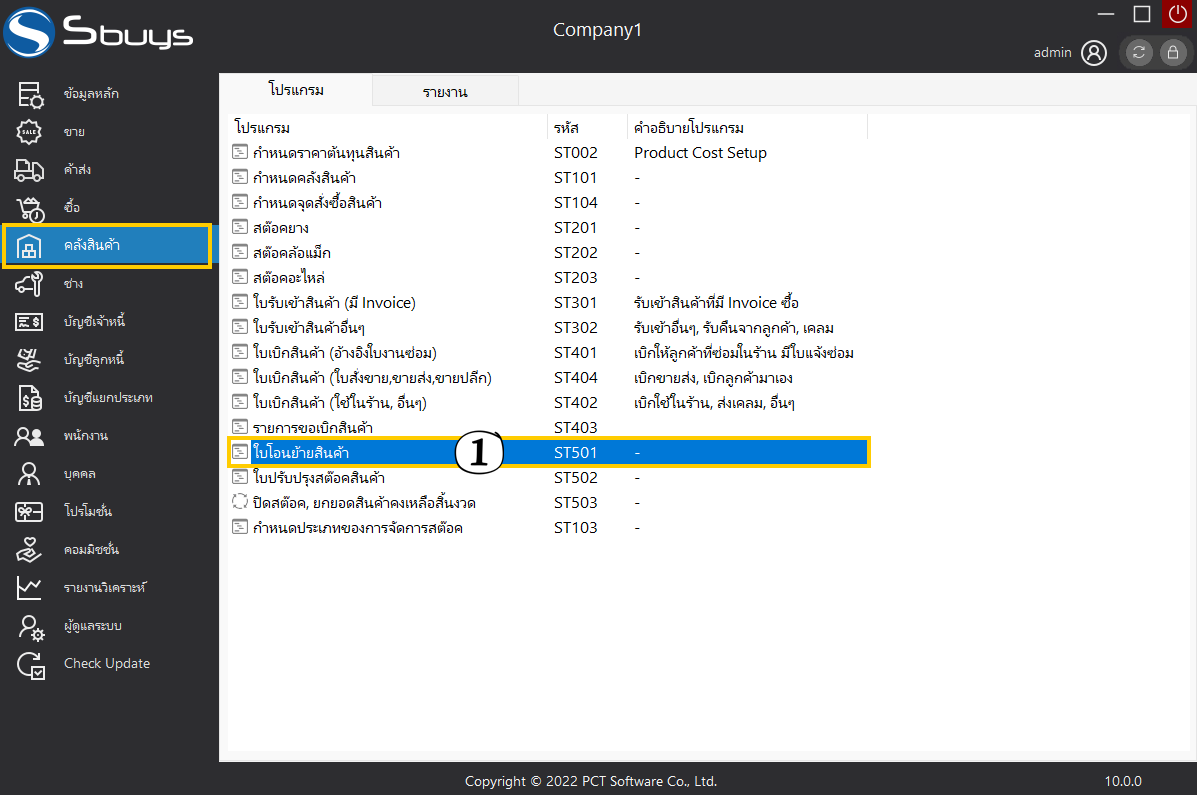 Sbuys
Company1
admin
ข้อมูลหลัก
ขาย
ค้าส่ง
ซื้อ
คลังสินค้า
ช่าง
บัญชีเจ้าหนี้
บัญชีลูกหนี้
บัญชีแยกประเภท
พนักงาน
บุคคล
โปรโมชั่น
คอมมิชชั่น
รายงานวิเคราะห์
ผู้ดูแลระบบ
Check Update
โปรแกรม รายงาน
โปรแกรม รหัส คำอธิบายโปรแกรม
กำหนดราคาต้นทุนสินค้า ST002 Product Cost Setup
กำหนดคลังสินค้า ST101 -
กำหนดจุดสั่งซื้อสินค้า ST104 -
สต๊อคยาง ST201 -
สต๊อคล้อแม็ก ST202 -
สต๊อคอะไหล่ ST203 -
ใบรับเข้าสินค้า (มี Invoice) ST301 รับเข้าสินค้าที่มี Invoice ซื้อ
ใบรับเข้าสินค้าอื่นๆ ST302 รับเข้าอื่นๆ, รับคืนจากลูกค้า, เคลม
ใบเบิกสินค้า (อ้างอิงใบงานซ่อม) ST401 เบิกให้ลูกค้าที่ซ่อมในร้าน มีใบแจ้งซ่อม
ใบเบิกสินค้า (ใบสั่งขาย,ขายส่ง,ขายปลีก) ST404 เบิกขายส่ง, เบิกลูกค้ามาเอง
ใบเบิกสินค้า (ใช้ในร้าน, อื่นๆ) ST402 เบิกใช้ในร้าน, ส่งเคลม, อื่นๆ
รายการขอเบิกสินค้า ST403
ใบโอนย้ายสินค้า 1 ST501 -
ใบปรับปรุงสต๊อคสินค้า ST502 -
ปิดสต๊อค, ยกยอดสินค้าคงเหลือสิ้นงวด ST503 -
กำหนดประเภทของการจัดการสต๊อค ST103 -
Copyright © 2022 PCT Software Co., Ltd. 10.0.0